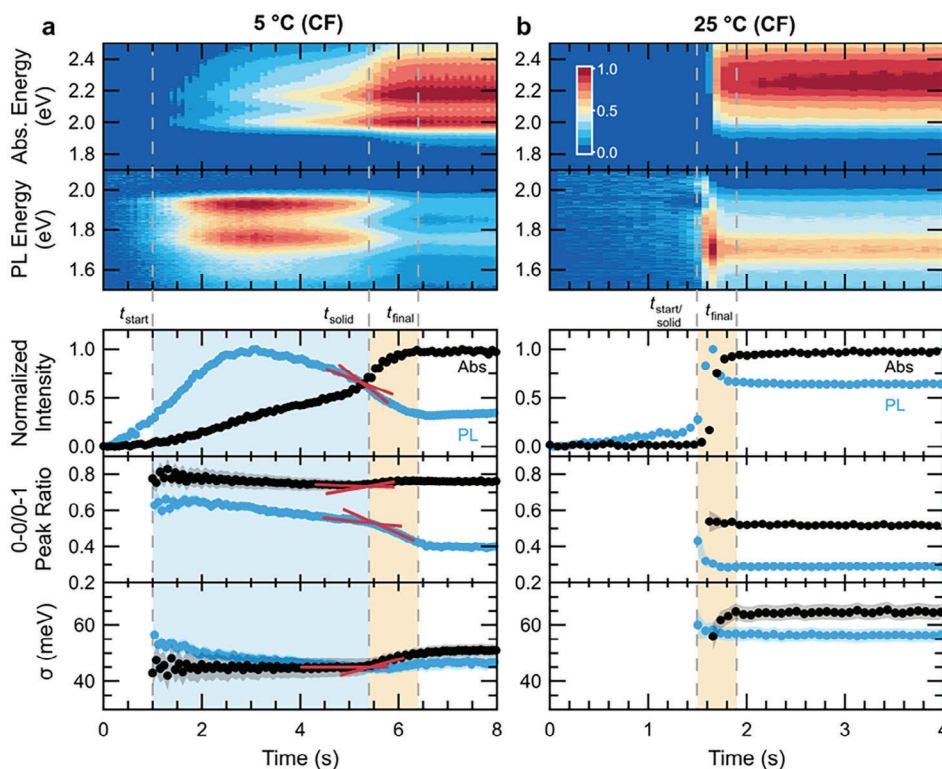 a
5 °C (CF)
b
25 °C (CF)
Abs. Energy
(eV)
2.4
2.2
2.0
1.8
1.0
0.5
0.0
PL Energy
(eV)
2.0
1.8
1.6
tstart
tsolid
tfinal
tstart/
solid
tfinal
Normalized
Intensity
1.0
0.5
0.0
Abs
PL
Abs
PL
0-0/0-1
Peak Ratio
0.8
0.6
0.4
0.2
σ (meV)
60
40
0
2
4
6
8
Time (s)
0
1
2
3
4
Time (s)